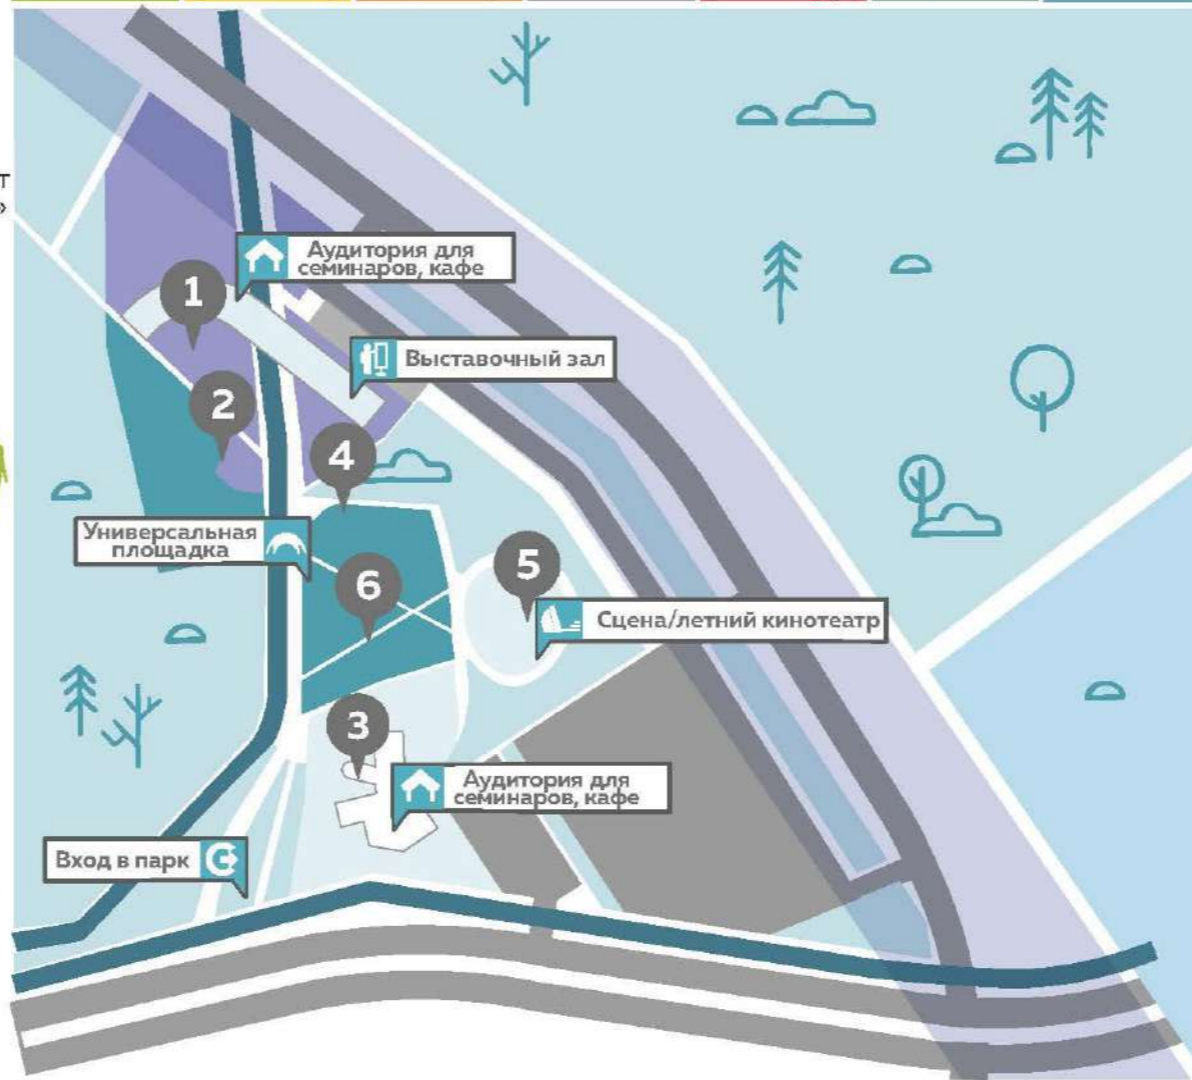 т
»
Аудитория для
семинаров, кафе
1
Выставочный зал
2
4
Универсальная
площадка
5
6
Сцена/летний кинотеатр
3
Аудитория для
семинаров, кафе
Вход в парк